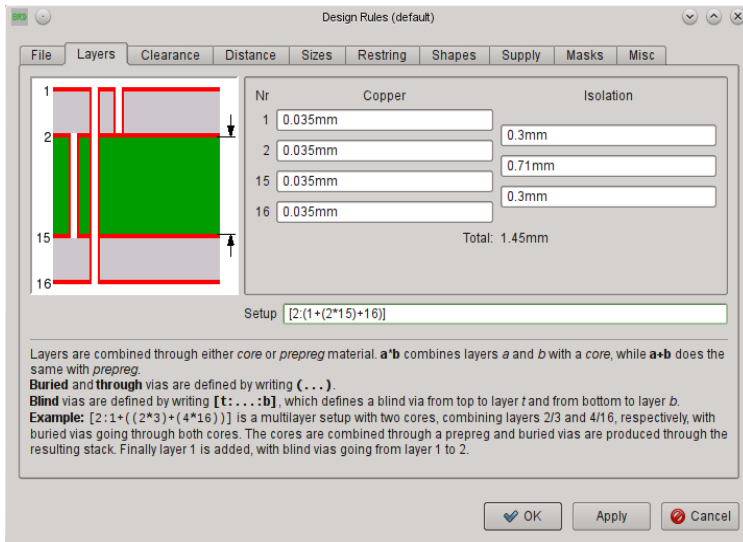 BRD
Design Rules (default)
File Layers Clearance Distance Sizes Restring Shapes Supply Masks Misc
1
2
15
16
Nr Copper Isolation
1 0.035mm
0.3mm
2 0.035mm
0.71mm
15 0.035mm
0.3mm
16 0.035mm
Total: 1.45mm
Setup [2:(1+(2*15)+16)]
Layers are combined through either core or prepreg material. a*b combines layers a and b with a core, while a+b does the
same with prepreg.
Buried and through vias are defined by writing (...).
Blind vias are defined by writing [t:...:b], which defines a blind via from top to layer t and from bottom to layer b.
Example: [2:1+((2*3)+(4*16))] is a multilayer setup with two cores, combining layers 2/3 and 4/16, respectively, with
buried vias going through both cores. The cores are combined through a prepreg and buried vias are produced through the
resulting stack. Finally layer 1 is added, with blind vias going from layer 1 to 2.
OK Apply Cancel